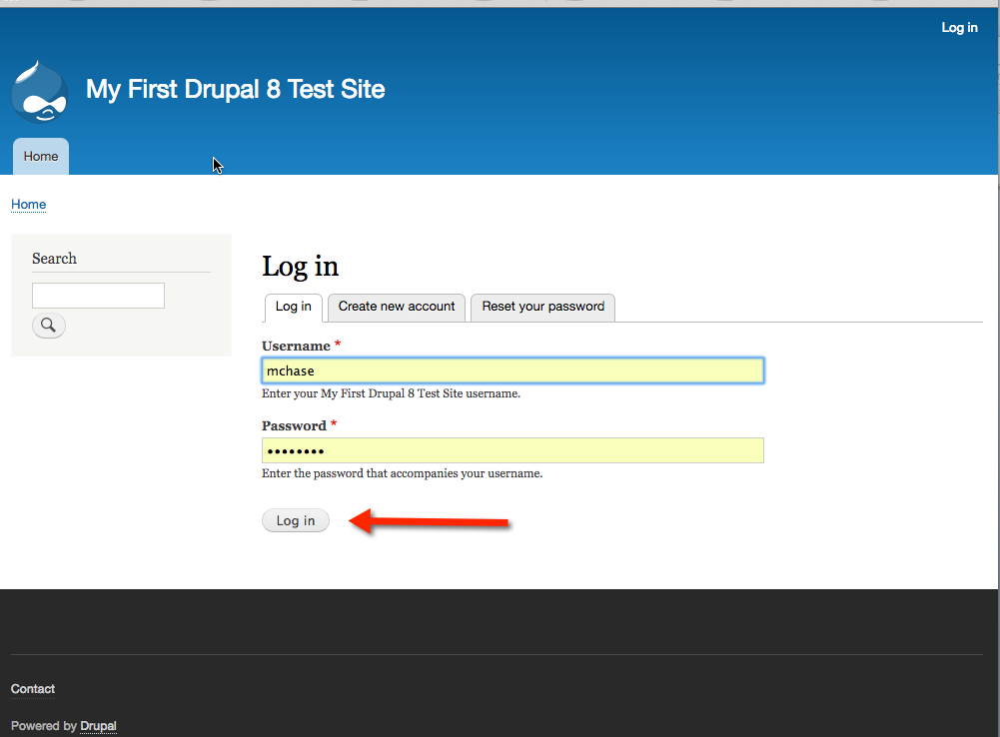 Log in
My First Drupal 8 Test Site
Home
Home
Search
Log in
Log in
Create new account
Reset your password
Username *
mchase
Enter your My First Drupal 8 Test Site username.
Password *
••••••••
Enter the password that accompanies your username.
Log in
Contact
Powered by Drupal